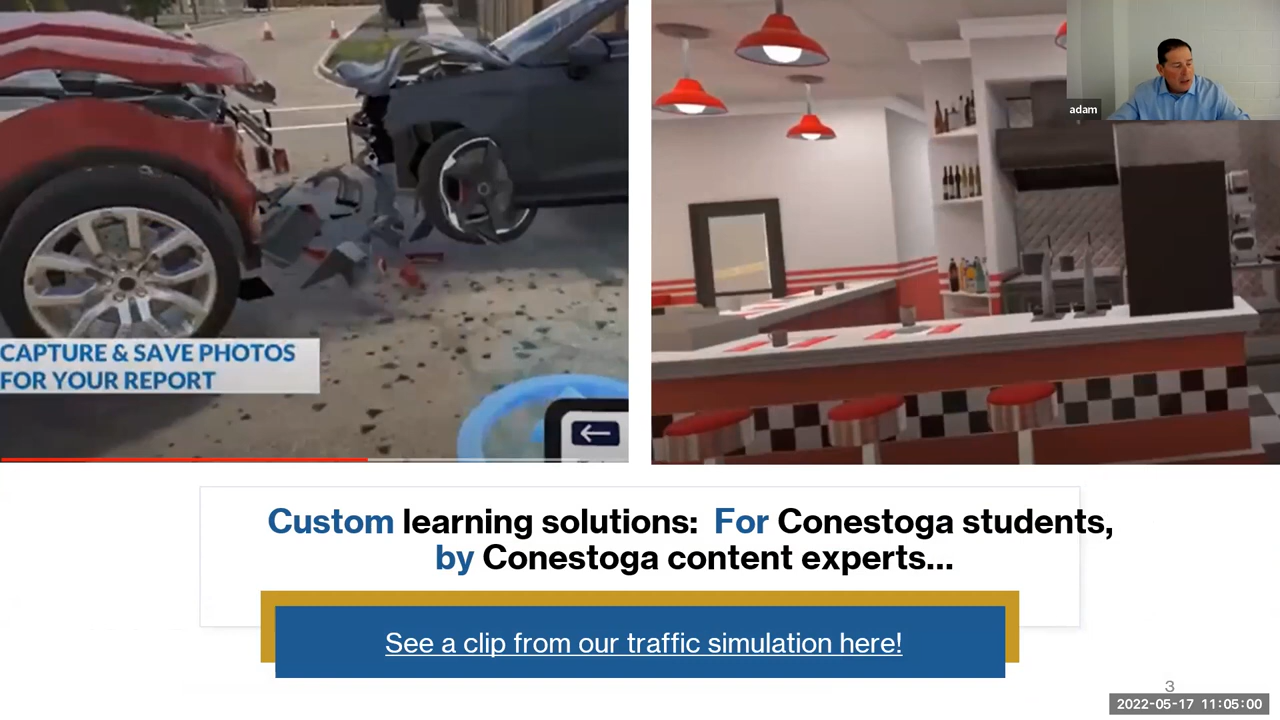 adam
CAPTURE & SAVE PHOTOS
FOR YOUR REPORT
Custom learning solutions: For Conestoga students,
by Conestoga content experts...
See a clip from our traffic simulation here!
3
2022-05-17 11:05:00